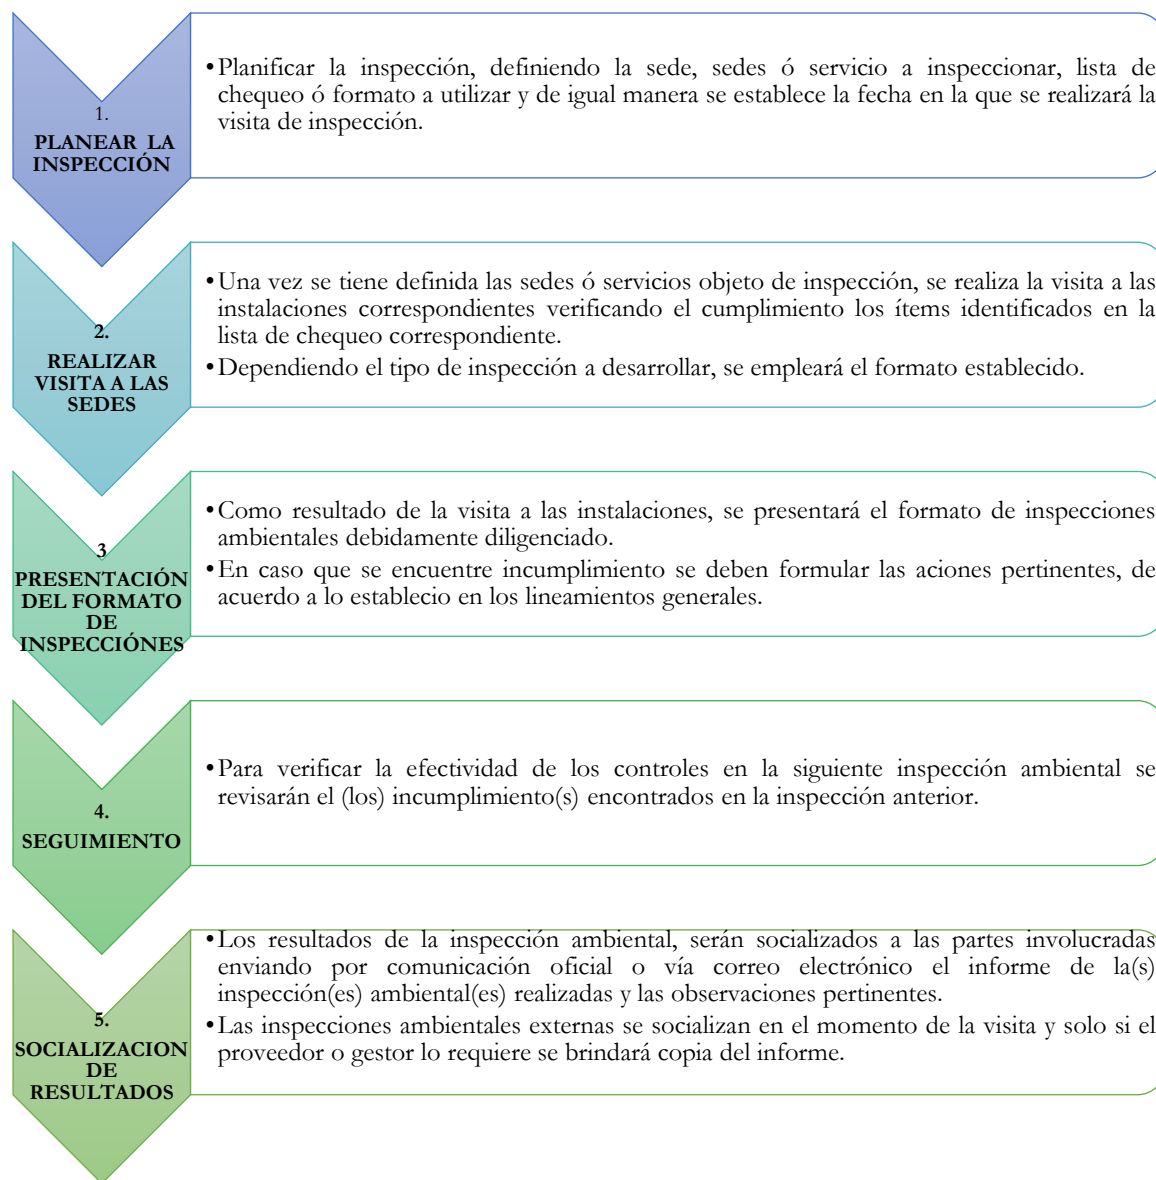 1.
PLANEAR LA
INSPECCIÓN
•Planificar la inspección, definiendo la sede, sedes ó servicio a inspeccionar, lista de
chequeo ó formato a utilizar y de igual manera se establece la fecha en la que se realizará la
visita de inspección.
2.
REALIZAR
VISITA A LAS
SEDES
•Una vez se tiene definida las sedes ó servicios objeto de inspección, se realiza la visita a las
instalaciones correspondientes verificando el cumplimiento los ítems identificados en la
lista de chequeo correspondiente.
•Dependiendo el tipo de inspección a desarrollar, se empleará el formato establecido.
3
PRESENTACIÓN
DEL FORMATO
DE
INSPECCIÓNES
•Como resultado de la visita a las instalaciones, se presentará el formato de inspecciones
ambientales debidamente diligenciado.
•En caso que se encuentre incumplimiento se deben formular las aciones pertinentes, de
acuerdo a lo establecio en los lineamientos generales.
4.
SEGUIMIENTO
•Para verificar la efectividad de los controles en la siguiente inspección ambiental se
revisarán el (los) incumplimiento(s) encontrados en la inspección anterior.
5.
SOCIALIZACION
DE
RESULTADOS
•Los resultados de la inspección ambiental, serán socializados a las partes involucradas
enviando por comunicación oficial o vía correo electrónico el informe de la(s)
inspección(es) ambiental(es) realizadas y las observaciones pertinentes.
•Las inspecciones ambientales externas se socializan en el momento de la visita y solo si el
proveedor o gestor lo requiere se brindará copia del informe.